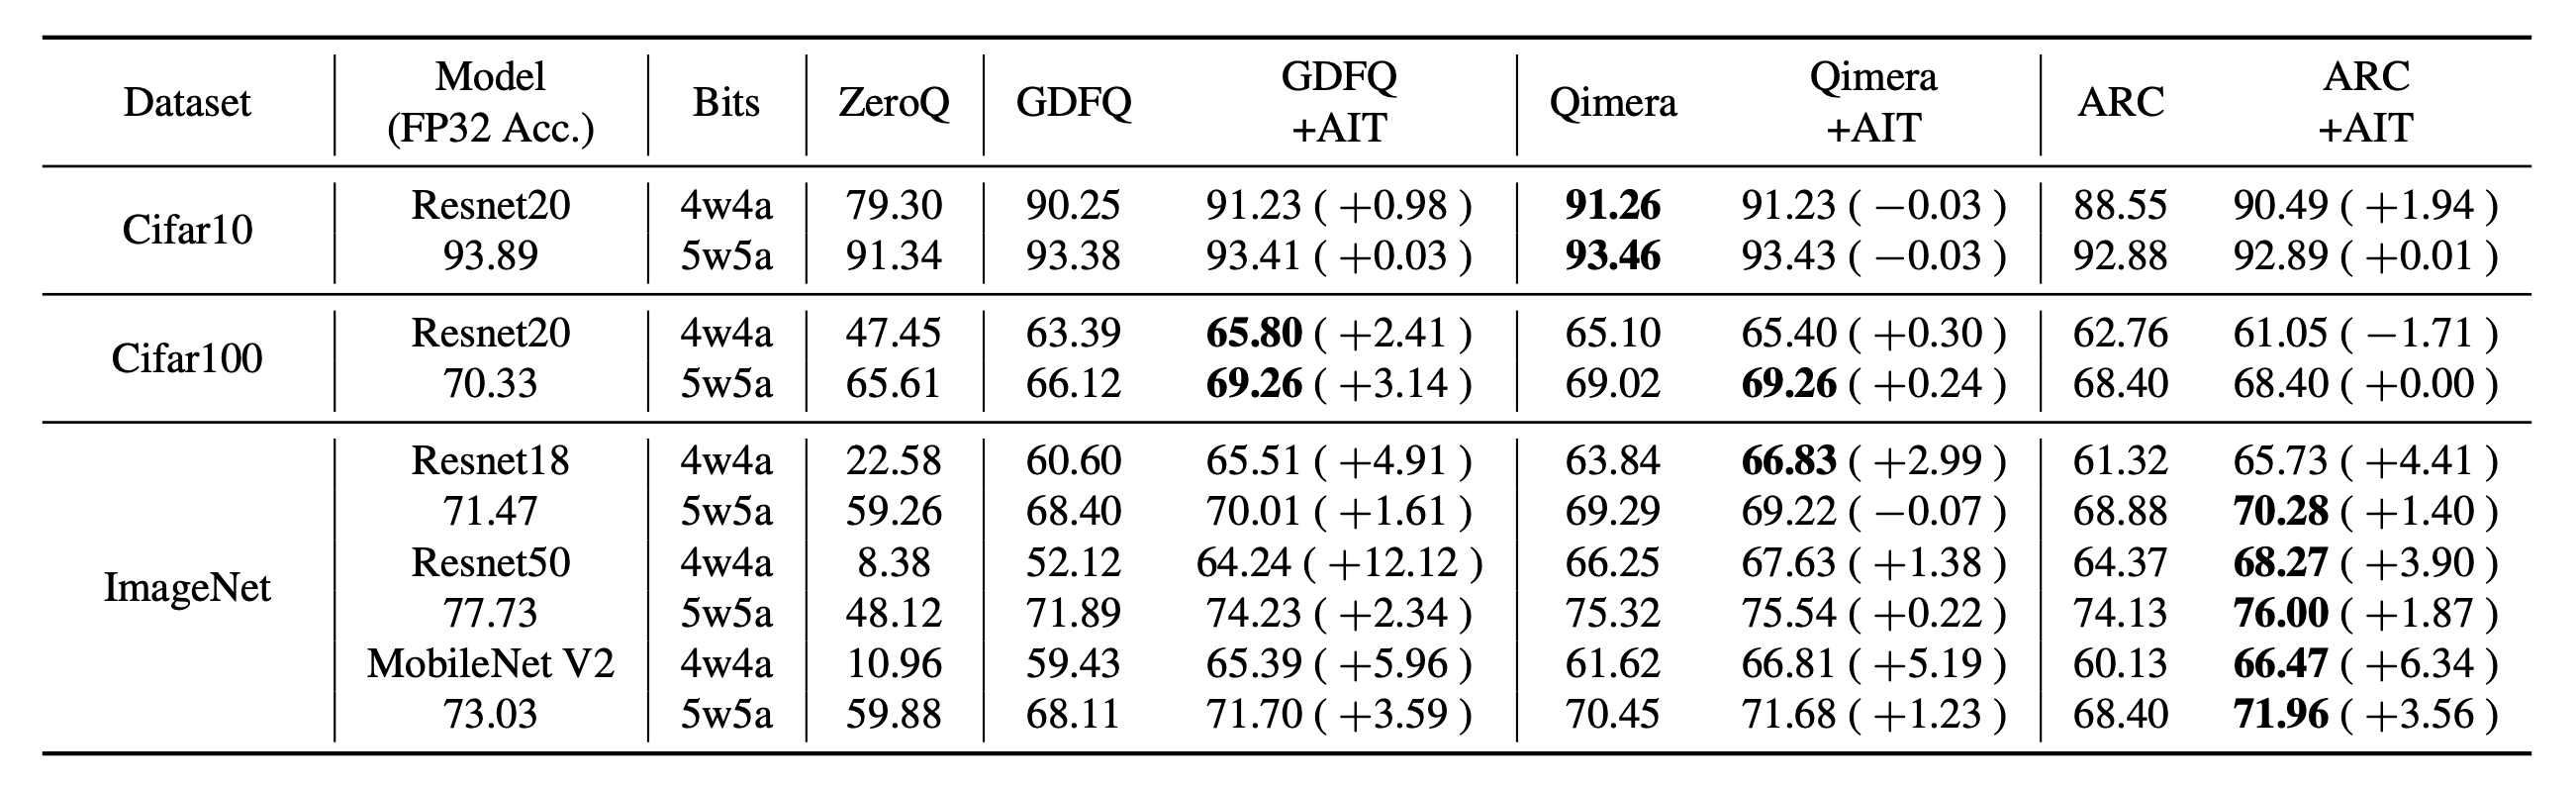 Dataset Model (FP32 Acc.) Bits ZeroQ GDFQ GDFQ +AIT Qimera Qimera +AIT ARC ARC +AIT
Cifar10 Resnet20 4w4a 79.30 90.25 91.23 ( +0.98 ) 91.26 91.23 ( −0.03 ) 88.55 90.49 ( +1.94 )
93.89 5w5a 91.34 93.38 93.41 ( +0.03 ) 93.46 93.43 ( −0.03 ) 92.88 92.89 ( +0.01 )
Cifar100 Resnet20 4w4a 47.45 63.39 65.80 ( +2.41 ) 65.10 65.40 ( +0.30 ) 62.76 61.05 ( −1.71 )
70.33 5w5a 65.61 66.12 69.26 ( +3.14 ) 69.02 69.26 ( +0.24 ) 68.40 68.40 ( +0.00 )
ImageNet Resnet18 4w4a 22.58 60.60 65.51 ( +4.91 ) 63.84 66.83 ( +2.99 ) 61.32 65.73 ( +4.41 )
71.47 5w5a 59.26 68.40 70.01 ( +1.61 ) 69.29 69.22 ( −0.07 ) 68.88 70.28 ( +1.40 )
Resnet50 4w4a 8.38 52.12 64.24 ( +12.12 ) 66.25 67.63 ( +1.38 ) 64.37 68.27 ( +3.90 )
77.73 5w5a 48.12 71.89 74.23 ( +2.34 ) 75.32 75.54 ( +0.22 ) 74.13 76.00 ( +1.87 )
MobileNet V2 4w4a 10.96 59.43 65.39 ( +5.96 ) 61.62 66.81 ( +5.19 ) 60.13 66.47 ( +6.34 )
73.03 5w5a 59.88 68.11 71.70 ( +3.59 ) 70.45 71.68 ( +1.23 ) 68.40 71.96 ( +3.56 )